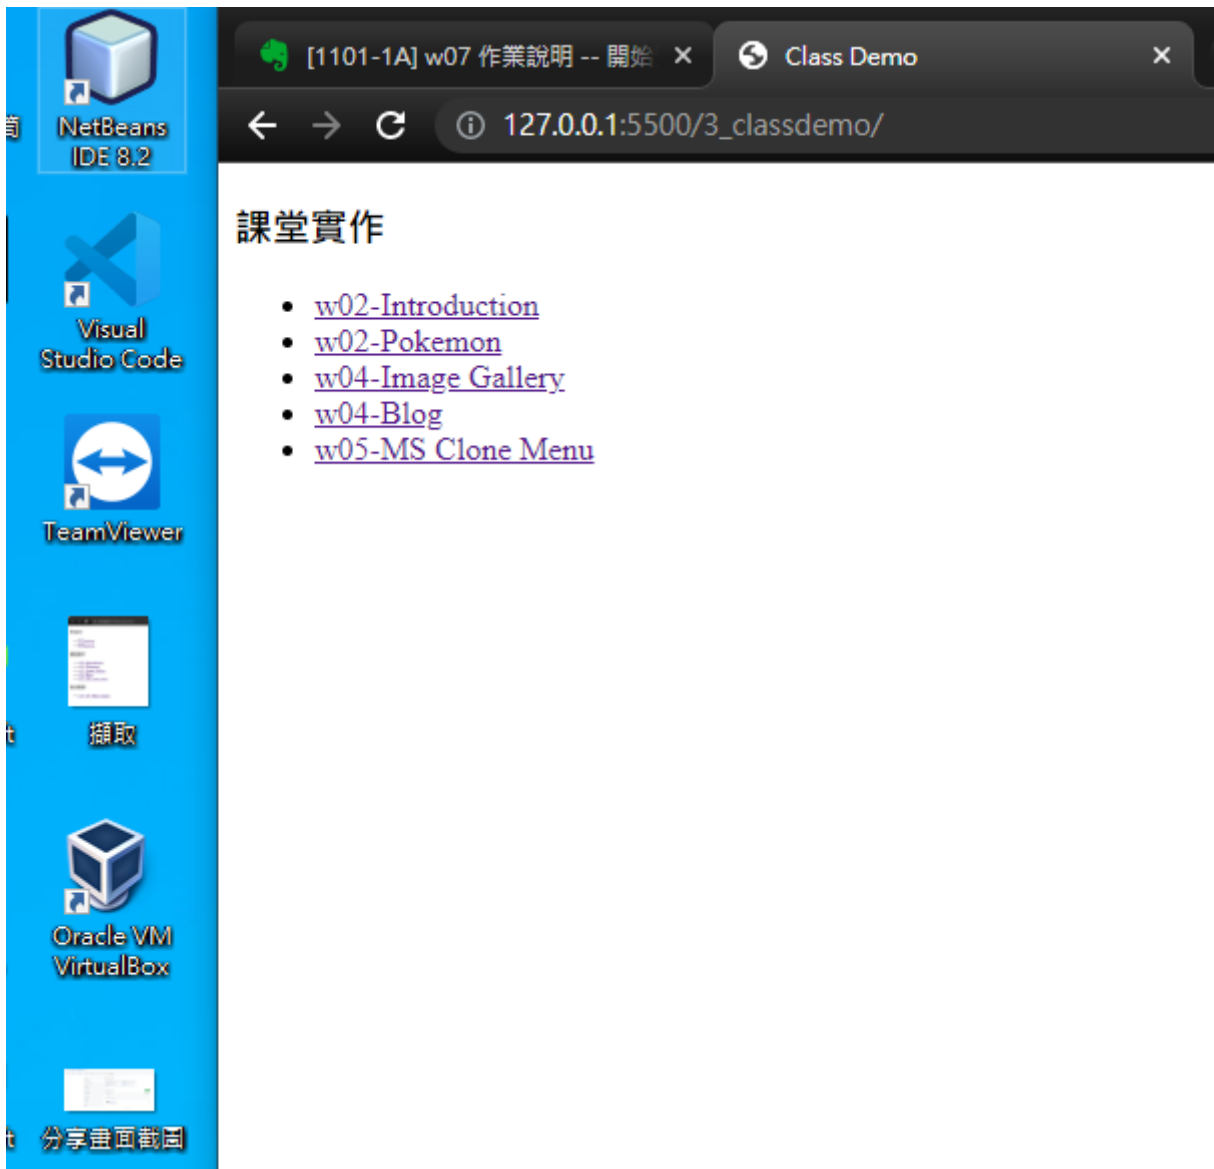 NetBeans
IDE 8.2
Visual
Studio Code
TeamViewer
擷取
Oracle VM
VirtualBox
分享畫面截圖
[1101-1A] w07 作業說明 -- 開始
Class Demo
127.0.0.1:5500/3_classdemo/
課堂實作
w02-Introduction
w02-Pokemon
w04-Image Gallery
w04-Blog
w05-MS Clone Menu